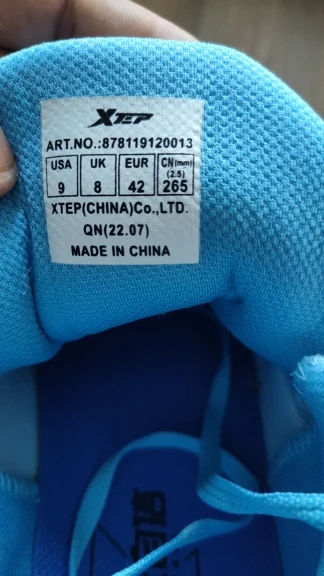 XTEP
ART.NO.:878119120013
USA UK EUR CN(mm)
(2.5)
9 8 42 265
XTEP(CHINA)Co.,LTD.
QN(22.07)
MADE IN CHINA